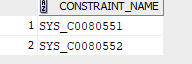 CONSTRAINT_NAME
1 SYS_C0080551
2 SYS_C0080552